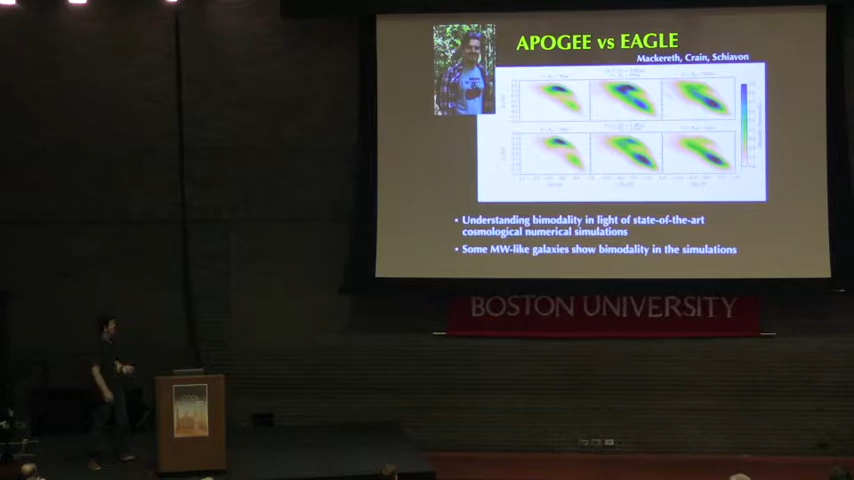 APOGEE vs EAGLE
Mackereth, Crain, Schiavon
• Understanding bimodality in light of state-of-the-art
cosmological numerical simulations
• Some MW-like galaxies show bimodality in the simulations
BOSTON UNIVERSITY